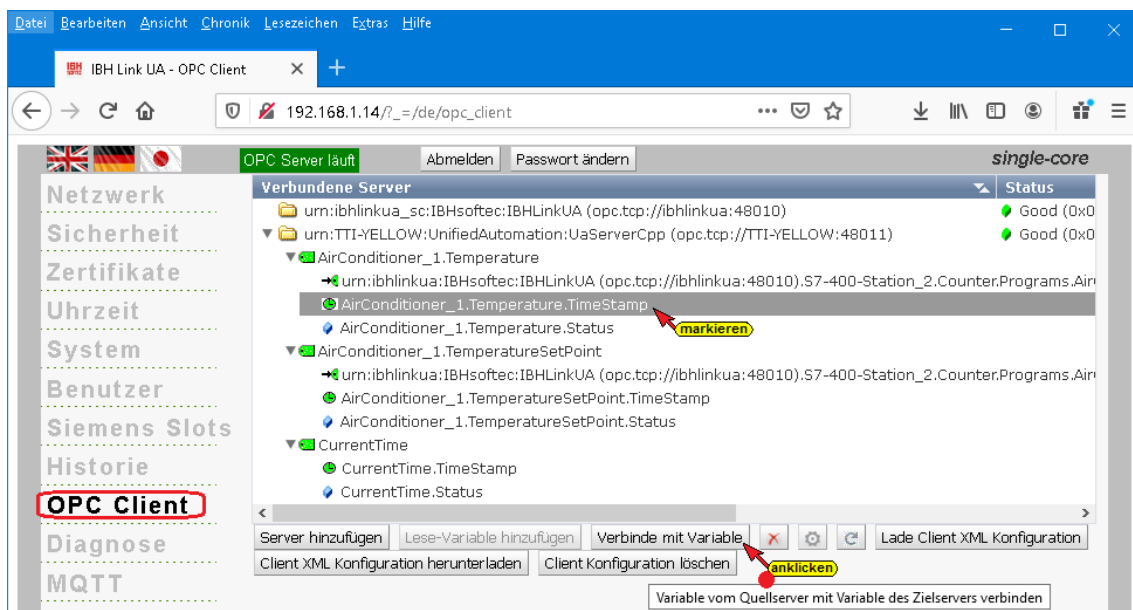 Datei Bearbeiten Ansicht Chronik Lesezeichen Extras Hilfe
IBH Link UA - OPC Client
192.168.1.14/?_=/de/opc_client
OPC Server läuft Abmelden Passwort ändern single-core
Netzwerk
Sicherheit
Zertifikate
Uhrzeit
System
Benutzer
Siemens Slots
Historie
OPC Client
Diagnose
MQTT
Verbundene Server Status
urn:ibhlinkua_sc:IBHsoftec:IBHLinkUA (opc.tcp://ibhlinkua:48010) Good (0x0
urn:TTI-YELLOW:UnifiedAutomation:UaServerCpp (opc.tcp://TTI-YELLOW:48011) Good (0x0
AirConditioner_1.Temperature
urn:ibhlinkua:IBHsoftec:IBHLinkUA (opc.tcp://ibhlinkua:48010).S7-400-Station_2.Counter.Programs.Air
AirConditioner_1.Temperature.TimeStamp
markieren
AirConditioner_1.Temperature.Status
AirConditioner_1.TemperatureSetPoint
urn:ibhlinkua:IBHsoftec:IBHLinkUA (opc.tcp://ibhlinkua:48010).S7-400-Station_2.Counter.Programs.Air
AirConditioner_1.TemperatureSetPoint.TimeStamp
AirConditioner_1.TemperatureSetPoint.Status
CurrentTime
CurrentTime.TimeStamp
CurrentTime.Status
Server hinzufügen Lese-Variable hinzufügen Verbinde mit Variable Lade Client XML Konfiguration
Client XML Konfiguration herunterladen Client Konfiguration löschen anklicken
Variable vom Quellserver mit Variable des Zielservers verbinden